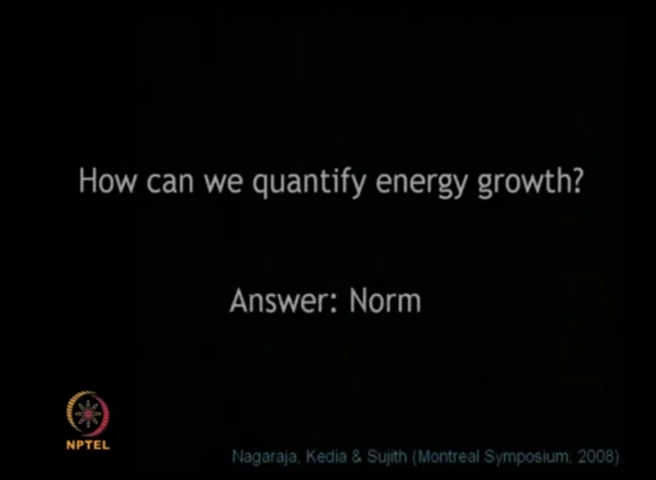 How can we quantify energy growth?
Answer: Norm
NPTEL
Nagaraja, Kedia & Sujith (Montreal Symposium, 2008)